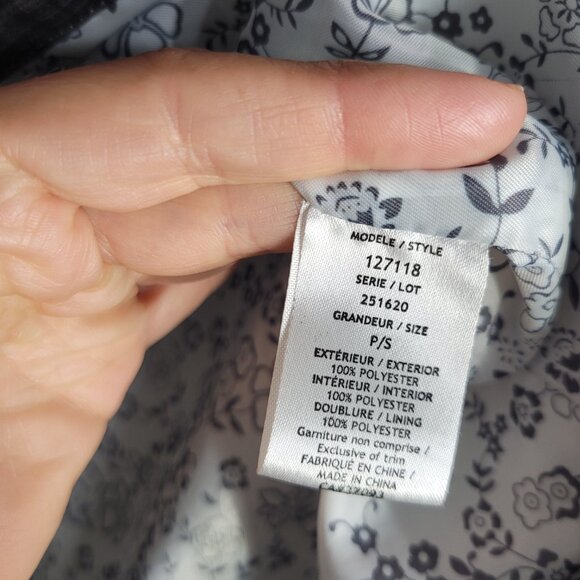 MODELE / STYLE
127118
SERIE / LOT
251620
GRANDEUR / SIZE
P/S
EXTÉRIEUR / EXTERIOR
100% POLYESTER
INTÉRIEUR / INTERIOR
100% POLYESTER
DOUBLURE / LINING
100% POLYESTER
Garniture non comprise /
Exclusive of trim
FABRIQUÉ EN CHINE /
MADE IN CHINA